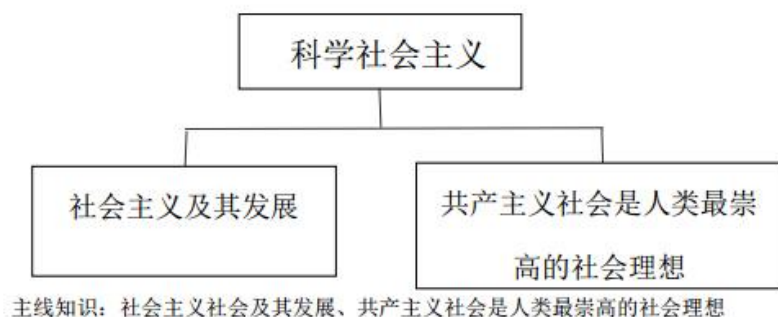 科学社会主义
社会主义及其发展
共产主义社会是人类最崇
高的社会理想
主线知识：社会主义社会及其发展、共产主义社会是人类最崇高的社会理想